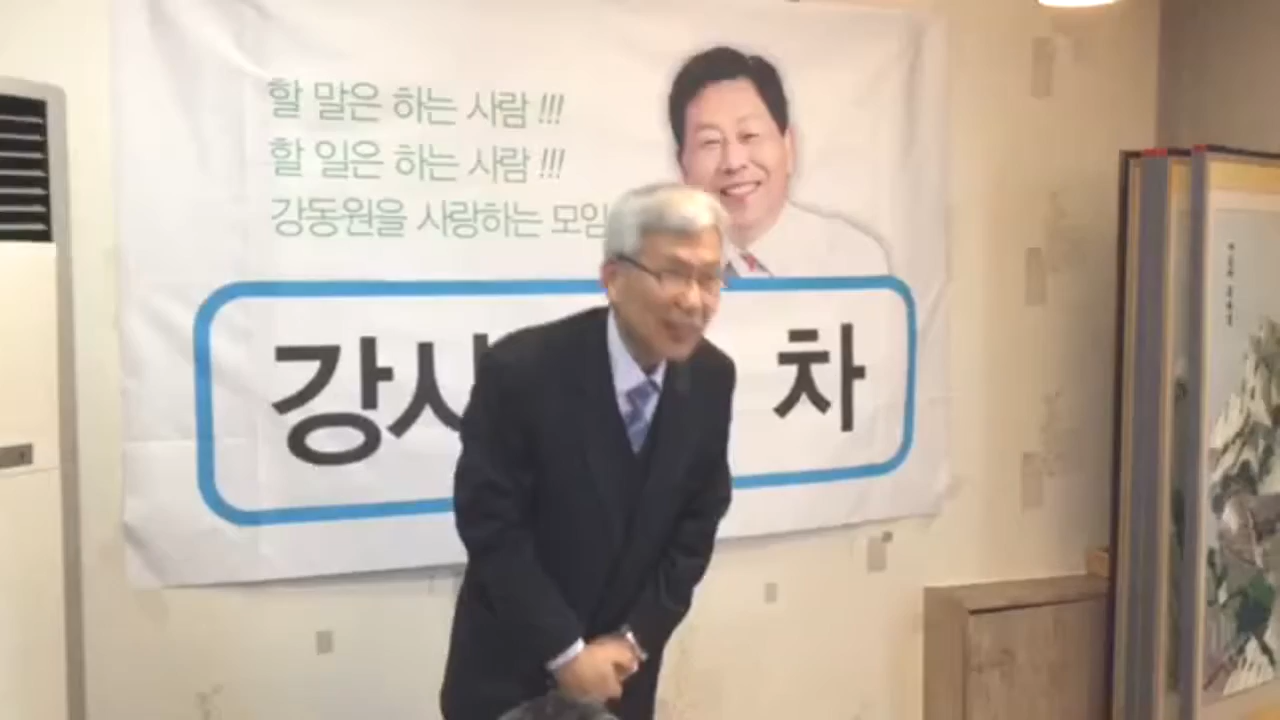 할 말은 하는 사람 !!!
할 일은 하는 사람 !!!
강동원을 사랑하는 모임
강사 차